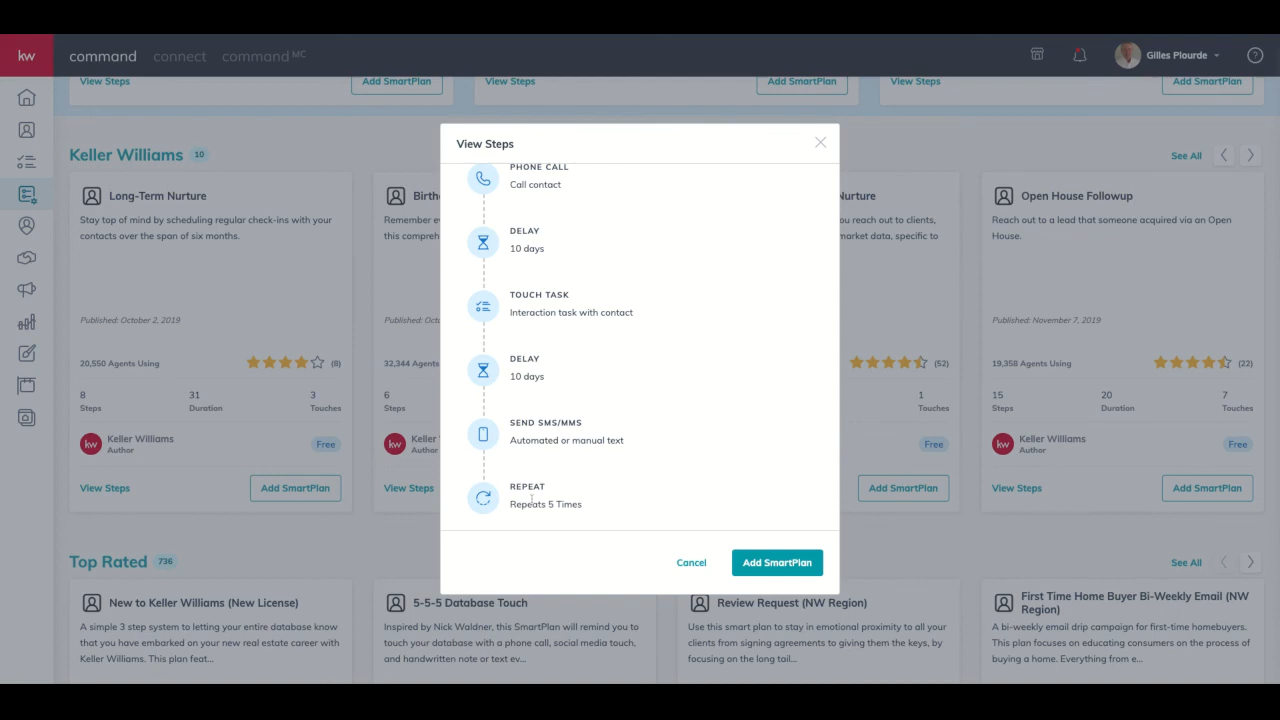 kw
command
connect
command MC
Gilles Plourde
View Steps
Add SmartPlan
View Steps
Add SmartPlan
View Steps
Add SmartPlan
Keller Williams 10
See All
Long-Term Nurture
Stay top of mind by scheduling regular check-ins with your
contacts over the span of six months.
Published: October 2, 2019
20,550 Agents Using
(8)
8
31
3
Steps
Duration
Touches
kw
Keller Williams
Author
Free
View Steps
Add SmartPlan
32,344 Agents
6
Steps
kw
Author
View Steps
Nurture
you reach out to clients,
market data, specific to
(52)
1
Touches
Free
Add SmartPlan
Open House Followup
Reach out to a lead that someone acquired via an Open
House.
Published: November 7, 2019
19,358 Agents Using
(22)
15
20
7
Steps
Duration
Touches
kw
Keller Williams
Author
Free
View Steps
Add SmartPlan
View Steps
PHONE CALL
Call contact
DELAY
10 days
TOUCH TASK
Interaction task with contact
DELAY
10 days
SEND SMS/MMS
Automated or manual text
REPEAT
Repeats 5 Times
Cancel
Add SmartPlan
Top Rated 736
See All
New to Keller Williams (New License)
A simple 3 step system to letting your entire database know
that you have embarked on your new real estate career with
Keller Williams. This plan feat...
5-5-5 Database Touch
Inspired by Nick Waldner, this SmartPlan will remind you to
touch your database with a phone call, social media touch,
and handwritten note or text ev...
Review Request (NW Region)
Use this smart plan to stay in emotional proximity to all your
clients from signing agreements to giving them the keys, by
focusing on the long tail...
First Time Home Buyer Bi-Weekly Email (NW
Region)
A bi-weekly email drip campaign for first-time homebuyers.
This plan focuses on educating consumers on the process of
buying a home. Everything from e...